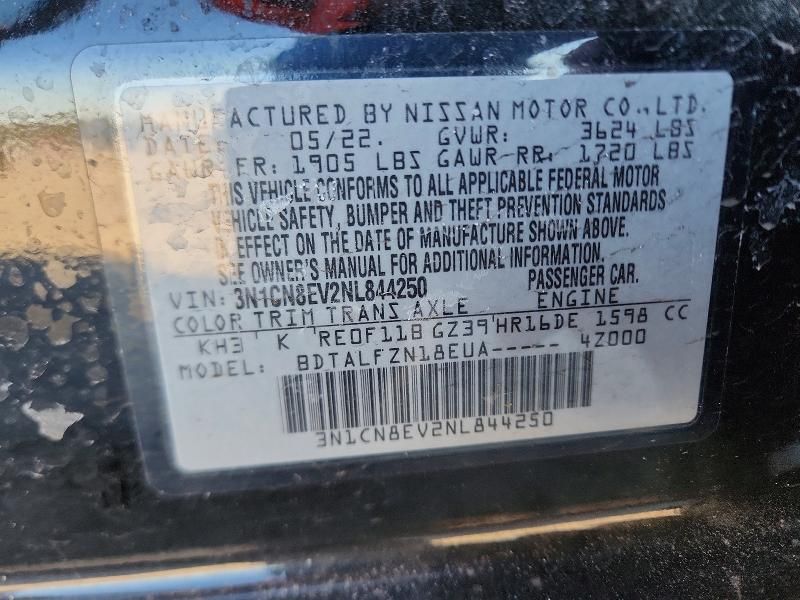 MANUFACTURED BY NISSAN MOTOR CO., LTD.
DATE: 05/22. GVWR: 3624 LBS
GAWR FR: 1905 LBS GAWR RR: 1720 LBS
THIS VEHICLE CONFORMS TO ALL APPLICABLE FEDERAL MOTOR
VEHICLE SAFETY, BUMPER AND THEFT PREVENTION STANDARDS
IN EFFECT ON THE DATE OF MANUFACTURE SHOWN ABOVE.
SEE OWNER'S MANUAL FOR ADDITIONAL INFORMATION.
VIN: 3N1CN8EV2NL844250 PASSENGER CAR.
COLOR TRIM TRANS AXLE ENGINE
KH3 K RE0F11B GZ39 HR16DE 1598 CC
MODEL: BDTALFZN18EUA----- 4Z000
3N1CN8EV2NL844250